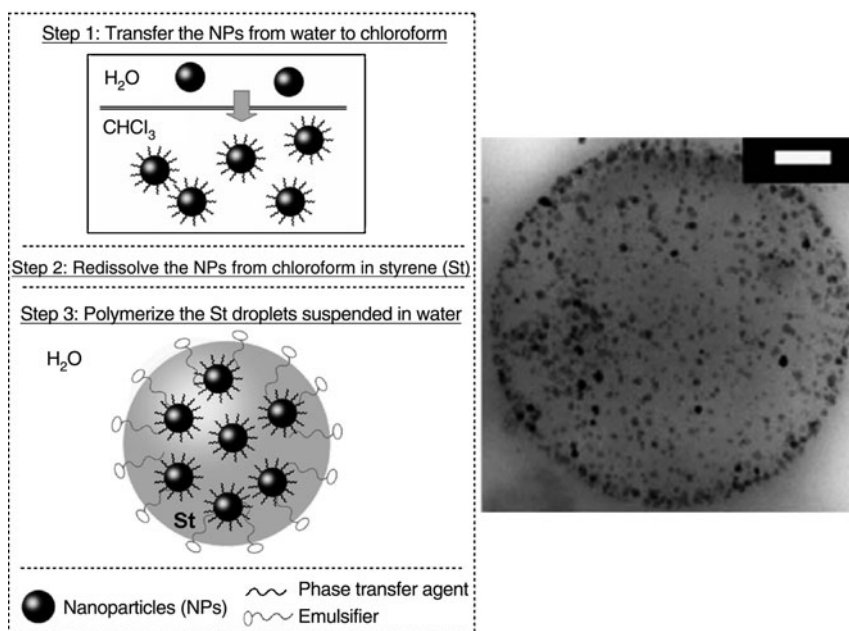 Step 1: Transfer the NPs from water to chloroform
H₂O
CHCl₃
Step 2: Redissolve the NPs from chloroform in styrene (St)
Step 3: Polymerize the St droplets suspended in water
H₂O
St
Nanoparticles (NPs)
Phase transfer agent
Emulsifier